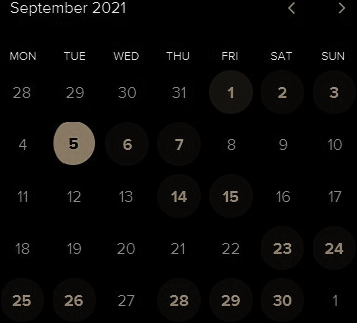 September 2021 < >
MON TUE WED THU FRI SAT SUN
28 29 30 31 1 2 3
4 5 6 7 8 9 10
11 12 13 14 15 16 17
18 19 20 21 22 23 24
25 26 27 28 29 30 1